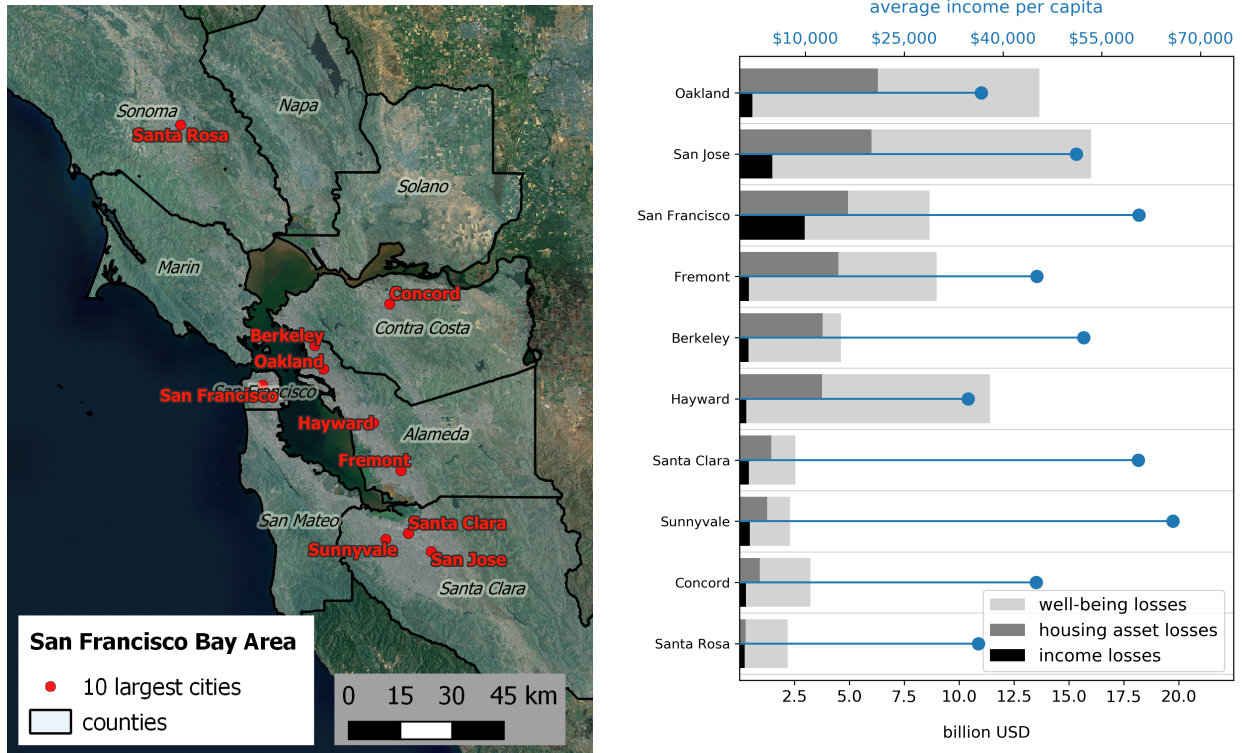 Sonoma
Santa Rosa
Napa
Solano
Marin
Concord
Contra Costa
Berkeley
Oakland
San Francisco
San Francisco
Hayward
Alameda
Fremont
San Mateo
Santa Clara
Sunnyvale
San Jose
Santa Clara
San Francisco Bay Area
10 largest cities
counties
0 15 30 45 km
average income per capita
$10,000 $25,000 $40,000 $55,000 $70,000
Oakland
San Jose
San Francisco
Fremont
Berkeley
Hayward
Santa Clara
Sunnyvale
Concord
Santa Rosa
well-being losses
housing asset losses
income losses
2.5 5.0 7.5 10.0 12.5 15.0 17.5 20.0
billion USD